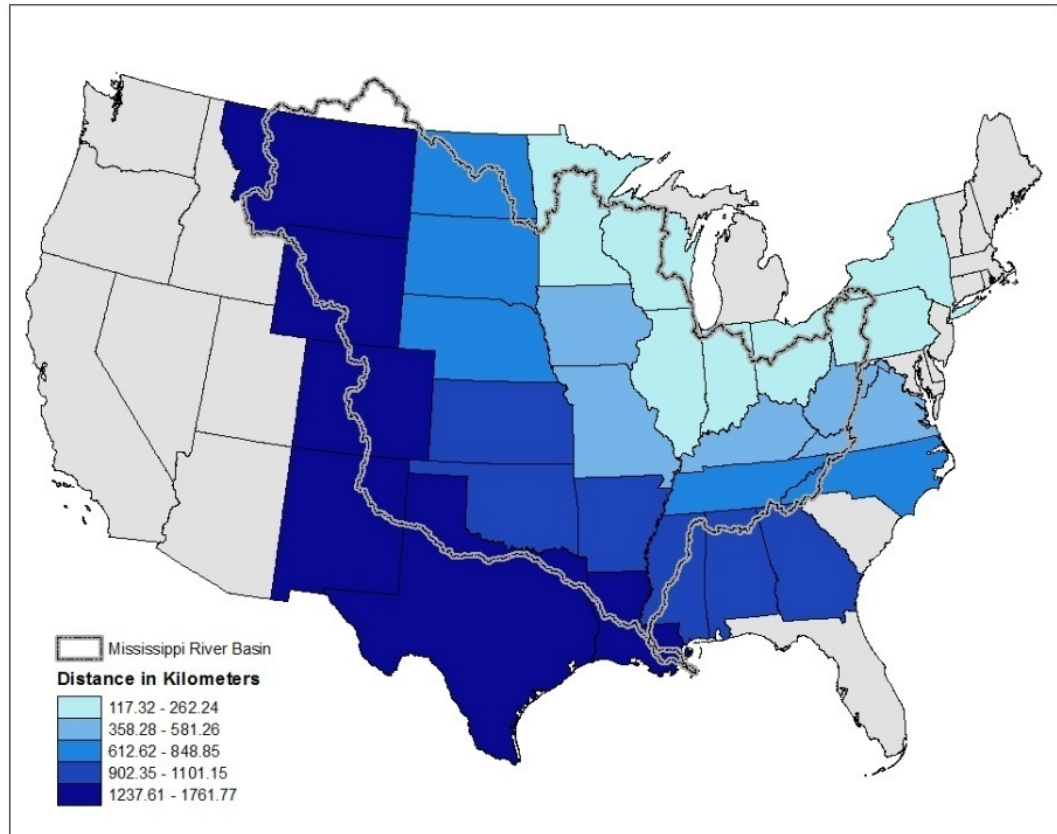 Mississippi River Basin
Distance in Kilometers
117.32 - 262.24
358.28 - 581.26
612.62 - 848.85
902.35 - 1101.15
1237.61 - 1761.77